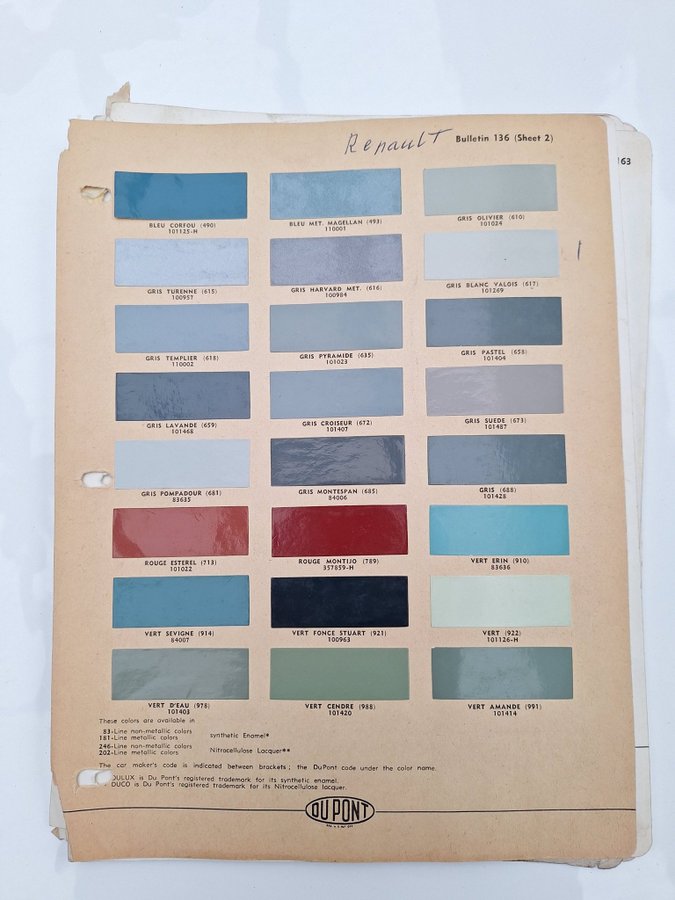 Renault Bulletin 136 (Sheet 2)
163
BLEU CORFOU (490)
101125-H
BLEU MET. MAGELLAN (493)
110001
GRIS OLIVIER (610)
101024
GRIS TURENNE (615)
100957
GRIS HARVARD MET. (616)
100984
GRIS BLANC VALOIS (617)
101269
GRIS TEMPLIER (618)
110002
GRIS PYRAMIDE (635)
101023
GRIS PASTEL (658)
101404
GRIS LAVANDE (659)
101468
GRIS CROISEUR (672)
101407
GRIS SUEDE (673)
101487
GRIS POMPADOUR (681)
83635
GRIS MONTESPAN (685)
84006
GRIS (688)
101428
ROUGE ESTEREL (713)
101022
ROUGE MONTIJO (789)
357859-H
VERT ERIN (910)
83636
VERT SEVIGNE (914)
84007
VERT FONCE STUART (921)
100963
VERT (922)
101126-H
VERT D'EAU (978)
101403
VERT CENDRE (988)
101420
VERT AMANDE (991)
101414
These colors are available in
83-Line non-metallic colors
181-Line metallic colors
synthetic Enamel*
246-Line non-metallic colors
202-Line metallic colors
Nitrocellulose Lacquer**
The car maker's code is indicated between brackets; the DuPont code under the color name.
DULUX is Du Pont's registered trademark for its synthetic enamel.
DUCO is Du Pont's registered trademark for its Nitrocellulose lacquer.
DU PONT